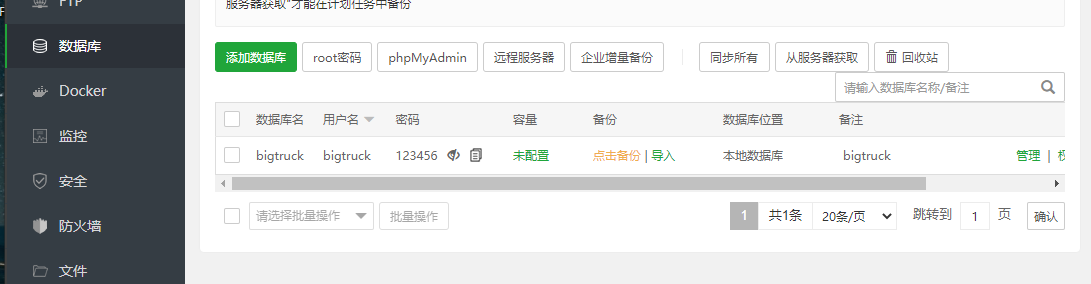 FTP
数据库
Docker
监控
安全
防火墙
文件
服务器获取"才能在计划任务中备份
添加数据库 root密码 phpMyAdmin 远程服务器 企业增量备份 同步所有 从服务器获取 回收站
请输入数据库名称/备注
数据库名 用户名 密码 容量 备份 数据库位置 备注
bigtruck bigtruck 123456 未配置 点击备份 | 导入 本地数据库 bigtruck 管理 |
请选择批量操作 批量操作 1 共1条 20条/页 跳转到 1 页 确认